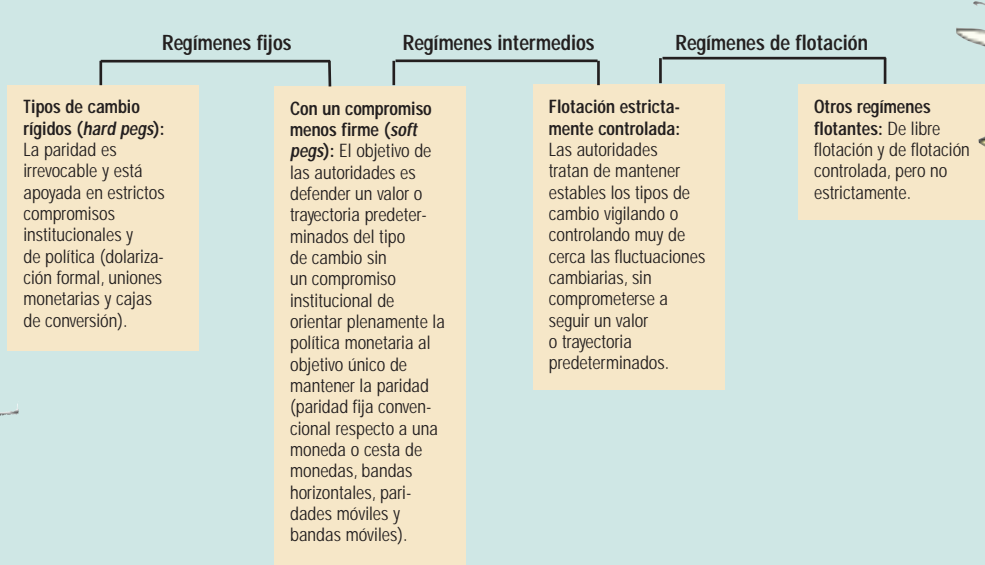 Regímenes fijos
Regímenes intermedios
Regímenes de flotación
Tipos de cambio
rígidos (hard pegs):
La paridad es
irrevocable y está
apoyada en estrictos
compromisos
institucionales y
de política (dolariza-
ción formal, uniones
monetarias y cajas
de conversión).
Con un compromiso
menos firme (soft
pegs): El objetivo de
las autoridades es
defender un valor o
trayectoria predeter-
minados del tipo
de cambio sin
un compromiso
institucional de
orientar plenamente la
política monetaria al
objetivo único de
mantener la paridad
(paridad fija conven-
cional respecto a una
moneda o cesta de
monedas, bandas
horizontales, pari-
dades móviles y
bandas móviles).
Flotación estricta-
mente controlada:
Las autoridades
tratan de mantener
estables los tipos de
cambio vigilando o
controlando muy de
cerca las fluctuaciones
cambiarias, sin
comprometerse a
seguir un valor
o trayectoria
predeterminados.
Otros regímenes
flotantes: De libre
flotación y de flotación
controlada, pero no
estrictamente.